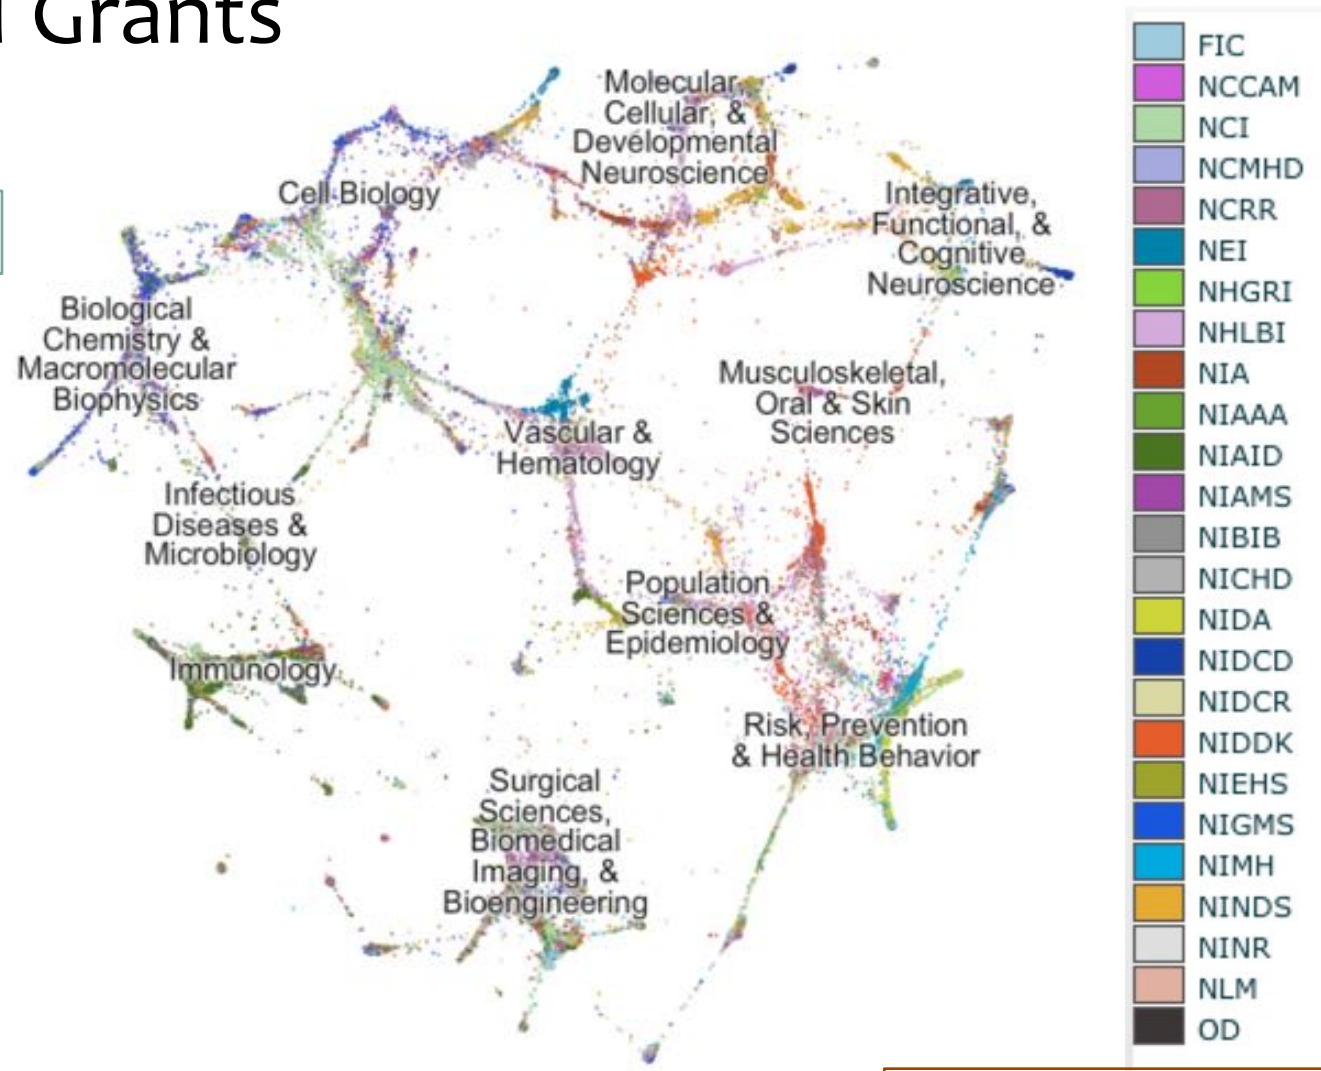 Grants
Molecular,
Cellular, &
Developmental
Neuroscience
Cell Biology
Integrative,
Functional, &
Cognitive
Neuroscience
Biological
Chemistry &
Macromolecular
Biophysics
Musculoskeletal,
Oral & Skin
Sciences
Vascular &
Hematology
Infectious
Diseases &
Microbiology
Population
Sciences &
Epidemiology
Immunology
Risk, Prevention
& Health Behavior
Surgical
Sciences,
Biomedical
Imaging, &
Bioengineering
FIC
NCCAM
NCI
NCMHD
NCRR
NEI
NHGRI
NHLBI
NIA
NIAAA
NIAID
NIAMS
NIBIB
NICHD
NIDA
NIDCD
NIDCR
NIDDK
NIEHS
NIGMS
NIMH
NINDS
NINR
NLM
OD